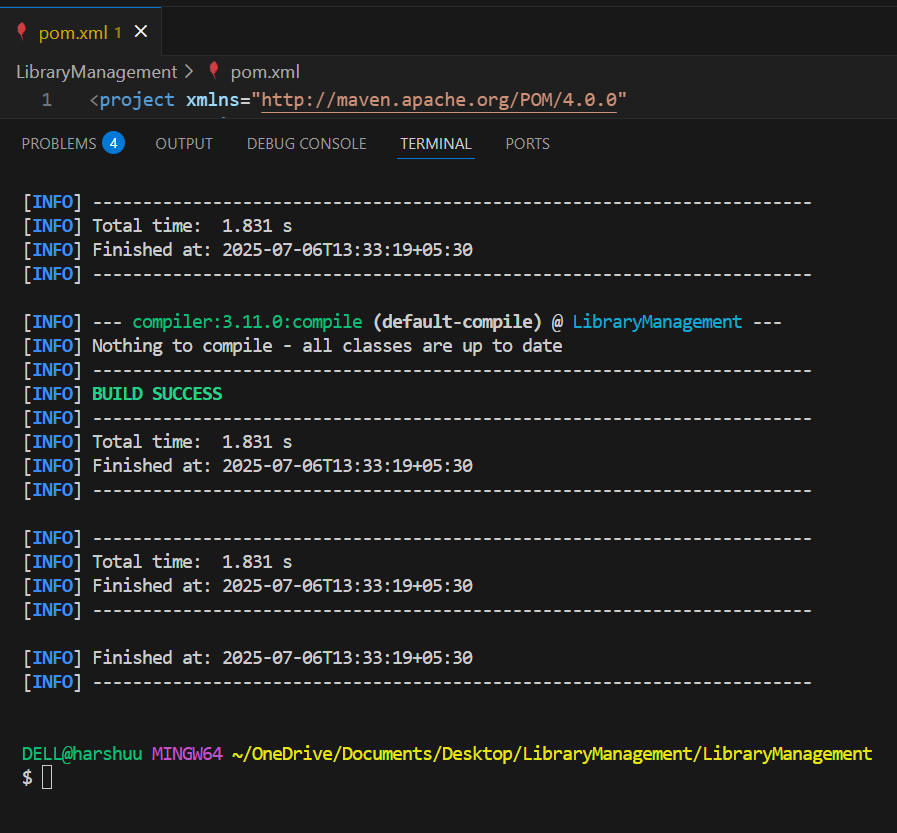 pom.xml 1
LibraryManagement > pom.xml
1 <project xmlns="http://maven.apache.org/POM/4.0.0"
PROBLEMS 4 OUTPUT DEBUG CONSOLE TERMINAL PORTS
[INFO] ------------------------------------------------------------------------
[INFO] Total time:  1.831 s
[INFO] Finished at: 2025-07-06T13:33:19+05:30
[INFO] ------------------------------------------------------------------------
[INFO] --- compiler:3.11.0:compile (default-compile) @ LibraryManagement ---
[INFO] Nothing to compile - all classes are up to date
[INFO] ------------------------------------------------------------------------
[INFO] BUILD SUCCESS
[INFO] ------------------------------------------------------------------------
[INFO] Total time:  1.831 s
[INFO] Finished at: 2025-07-06T13:33:19+05:30
[INFO] ------------------------------------------------------------------------
[INFO] ------------------------------------------------------------------------
[INFO] Total time:  1.831 s
[INFO] Finished at: 2025-07-06T13:33:19+05:30
[INFO] ------------------------------------------------------------------------
[INFO] Finished at: 2025-07-06T13:33:19+05:30
[INFO] ------------------------------------------------------------------------
DELL@harshuu MINGW64 ~/OneDrive/Documents/Desktop/LibraryManagement/LibraryManagement
$